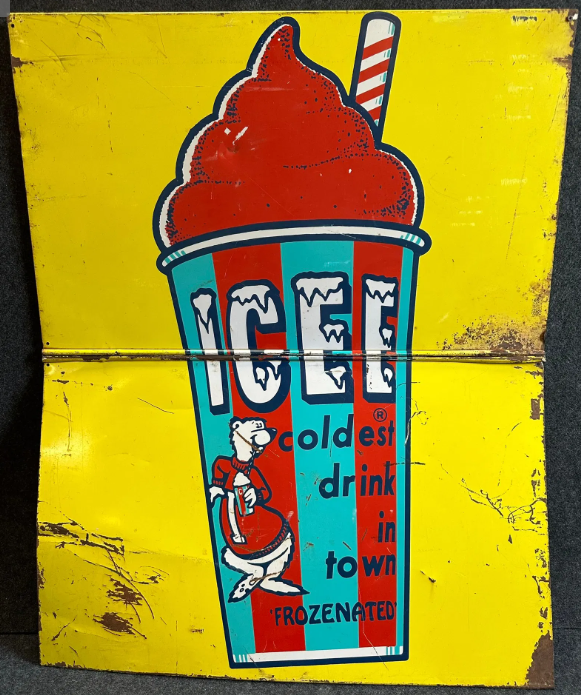 ICEE
®
coldest
drink
in
town
'FROZENATED'